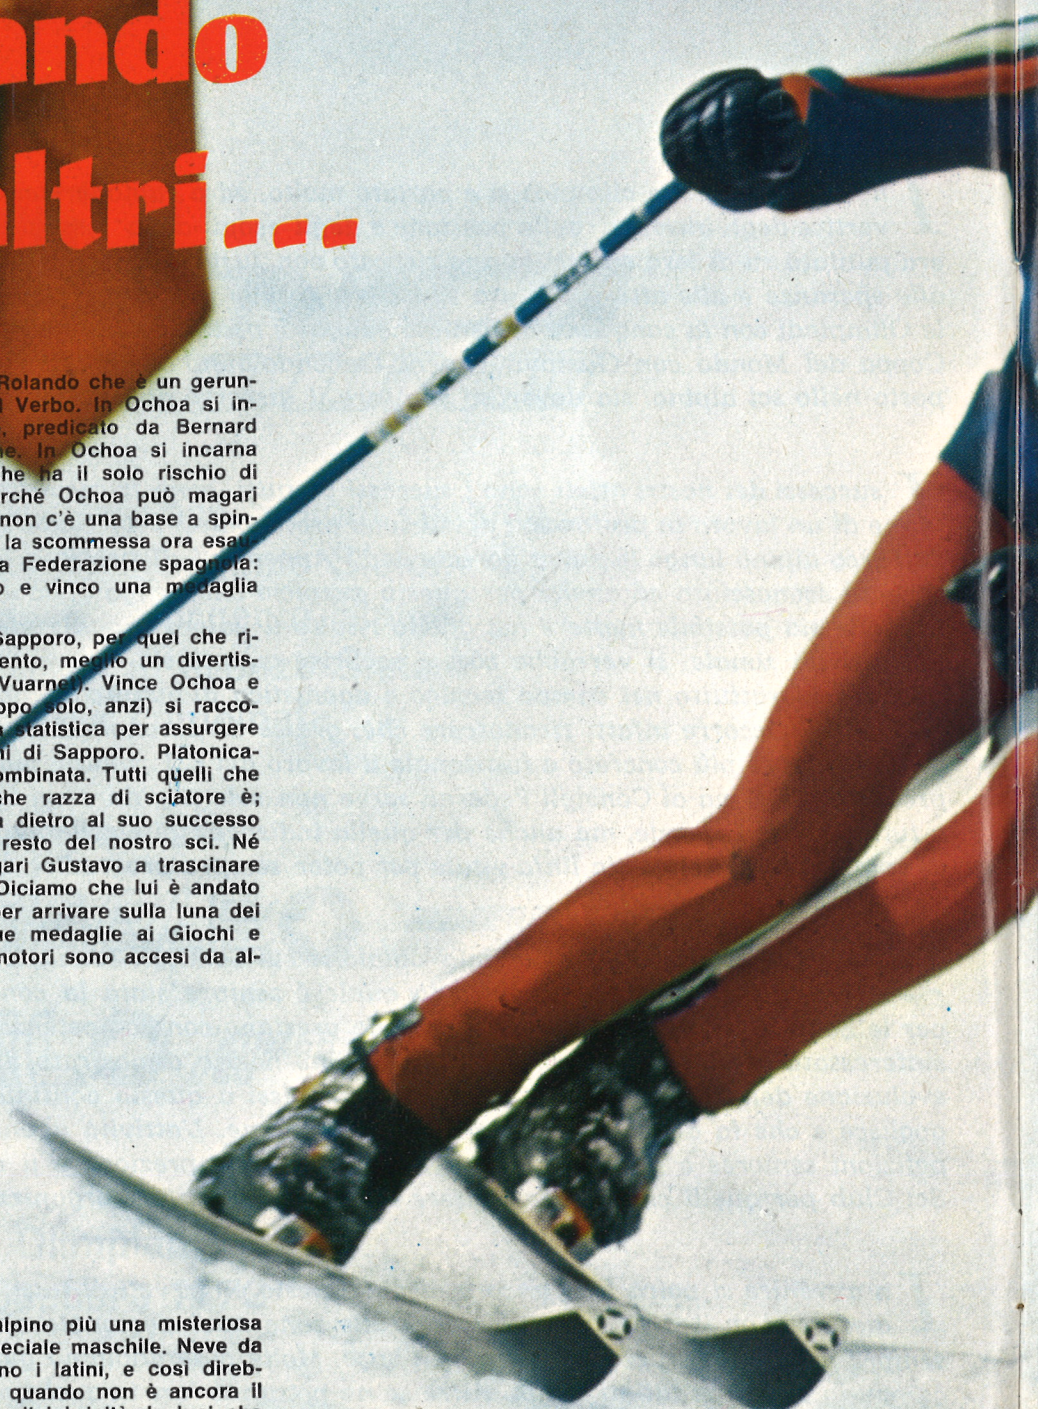 ando
altri...
Rolando che è un gerun-
Verbo. In Ochoa si in-
predicato da Bernard
In Ochoa si incarna
he ha il solo rischio di
rché Ochoa può magari
non c'è una base a spin-
la scommessa ora esau-
a Federazione spagnola:
o e vinco una medaglia
Sapporo, per quel che ri-
ento, meglio un divertis-
Vuarnet). Vince Ochoa e
ppo solo, anzi) si racco-
statistica per assurgere
ni di Sapporo. Platonica-
ombinata. Tutti quelli che
che razza di sciatore è;
a dietro al suo successo
resto del nostro sci. Né
gari Gustavo a trascinare
Diciamo che lui è andato
per arrivare sulla luna dei
ue medaglie ai Giochi e
motori sono accesi da al-
alpino più una misteriosa
eciale maschile. Neve da
no i latini, e così direb-
quando non è ancora il